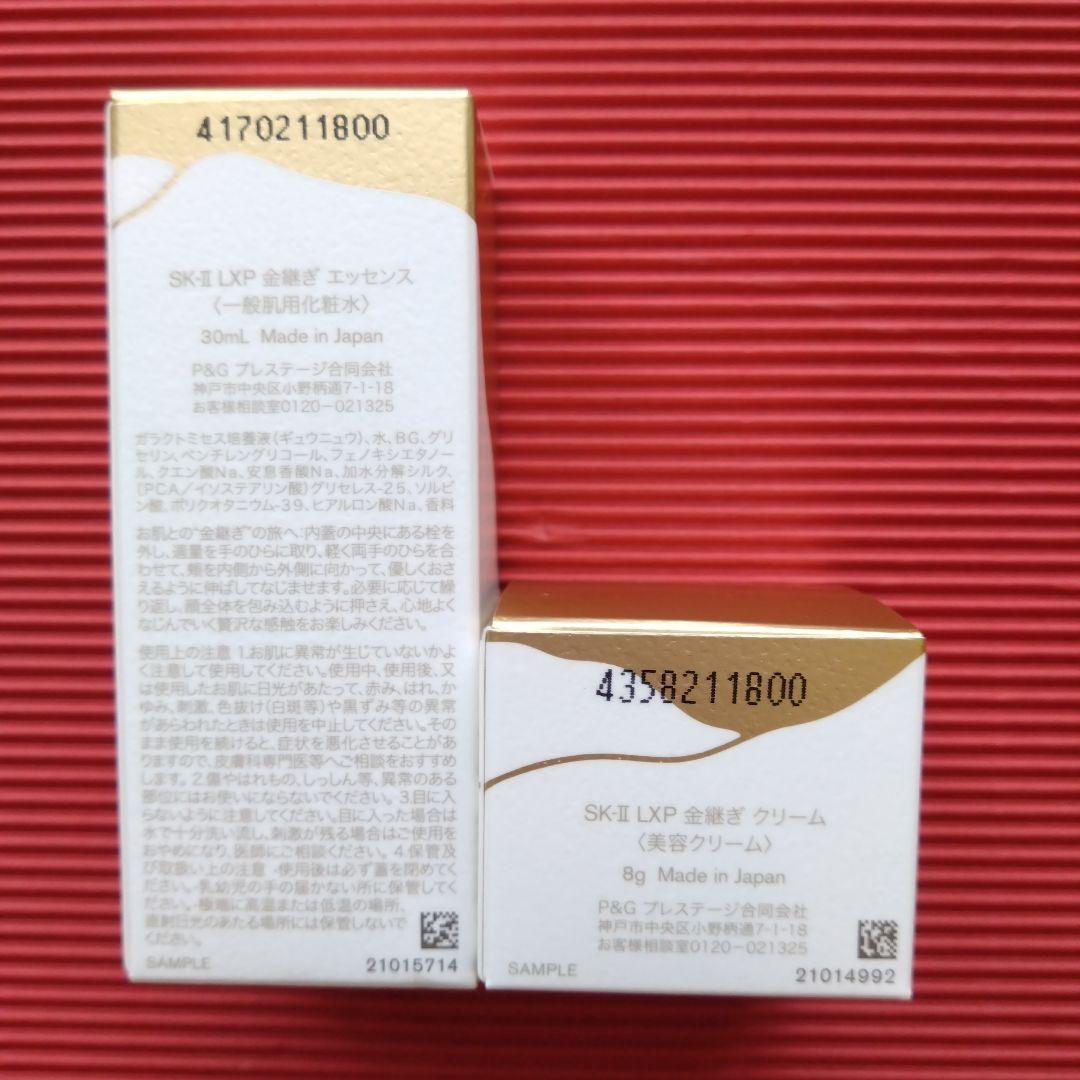 4170211800
SK-II LXP 金継ぎ エッセンス
〈一般肌用化粧水〉
30mL Made in Japan
P&G プレステージ合同会社
神戸市中央区小野柄通7-1-18
お客様相談室0120－021325
ガラクトミセス培養液(ギュウニュウ)、水、BG、グリ
セリン、ペンチレングリコール、フェノキシエタノー
ル、クエン酸Na、安息香酸Na、加水分解シルク、
(PCA／イソステアリン酸)グリセレス-25、ソルビ
ン酸、ポリクオタニウム-39、ヒアルロン酸Na、香料
お肌との“金継ぎ”の旅へ：内蓋の中央にある栓を
外し、適量を手のひらに取り、軽く両手のひらを合
わせて、頬を内側から外側に向かって、優しくおさ
えるように伸ばしてなじませます。必要に応じて繰
り返し、顔全体を包み込むように押さえ、心地よく
なじんでいく贅沢な感触をお楽しみください。
使用上の注意 1.お肌に異常が生じていないかよ
く注意して使用してください。使用中、使用後、又
は使用したお肌に日光があたって、赤み、はれ、か
ゆみ、刺激、色抜け(白斑等)や黒ずみ等の異常
があらわれたときは使用を中止してください。その
まま使用を続けると、症状を悪化させることがあ
りますので、皮膚科専門医等へご相談をおすすめ
します。2.傷やはれもの、しっしん等、異常のある
部位にはお使いにならないでください。3.目に入
らないように注意してください。目に入った場合は
水で十分洗い流し、刺激が残る場合はご使用を
おやめになり、医師にご相談ください。4.保管及
び取扱い上の注意 ・使用後は必ず蓋を閉めてく
ださい。・乳幼児の手の届かない所に保管してく
ださい。・極端に高温または低温の場所、
直射日光のあたる場所には保管しないで
ください。
SAMPLE
21015714
4358211800
SK-II LXP 金継ぎ クリーム
〈美容クリーム〉
8g Made in Japan
P&G プレステージ合同会社
神戸市中央区小野柄通7-1-18
お客様相談室0120－021325
SAMPLE
21014992